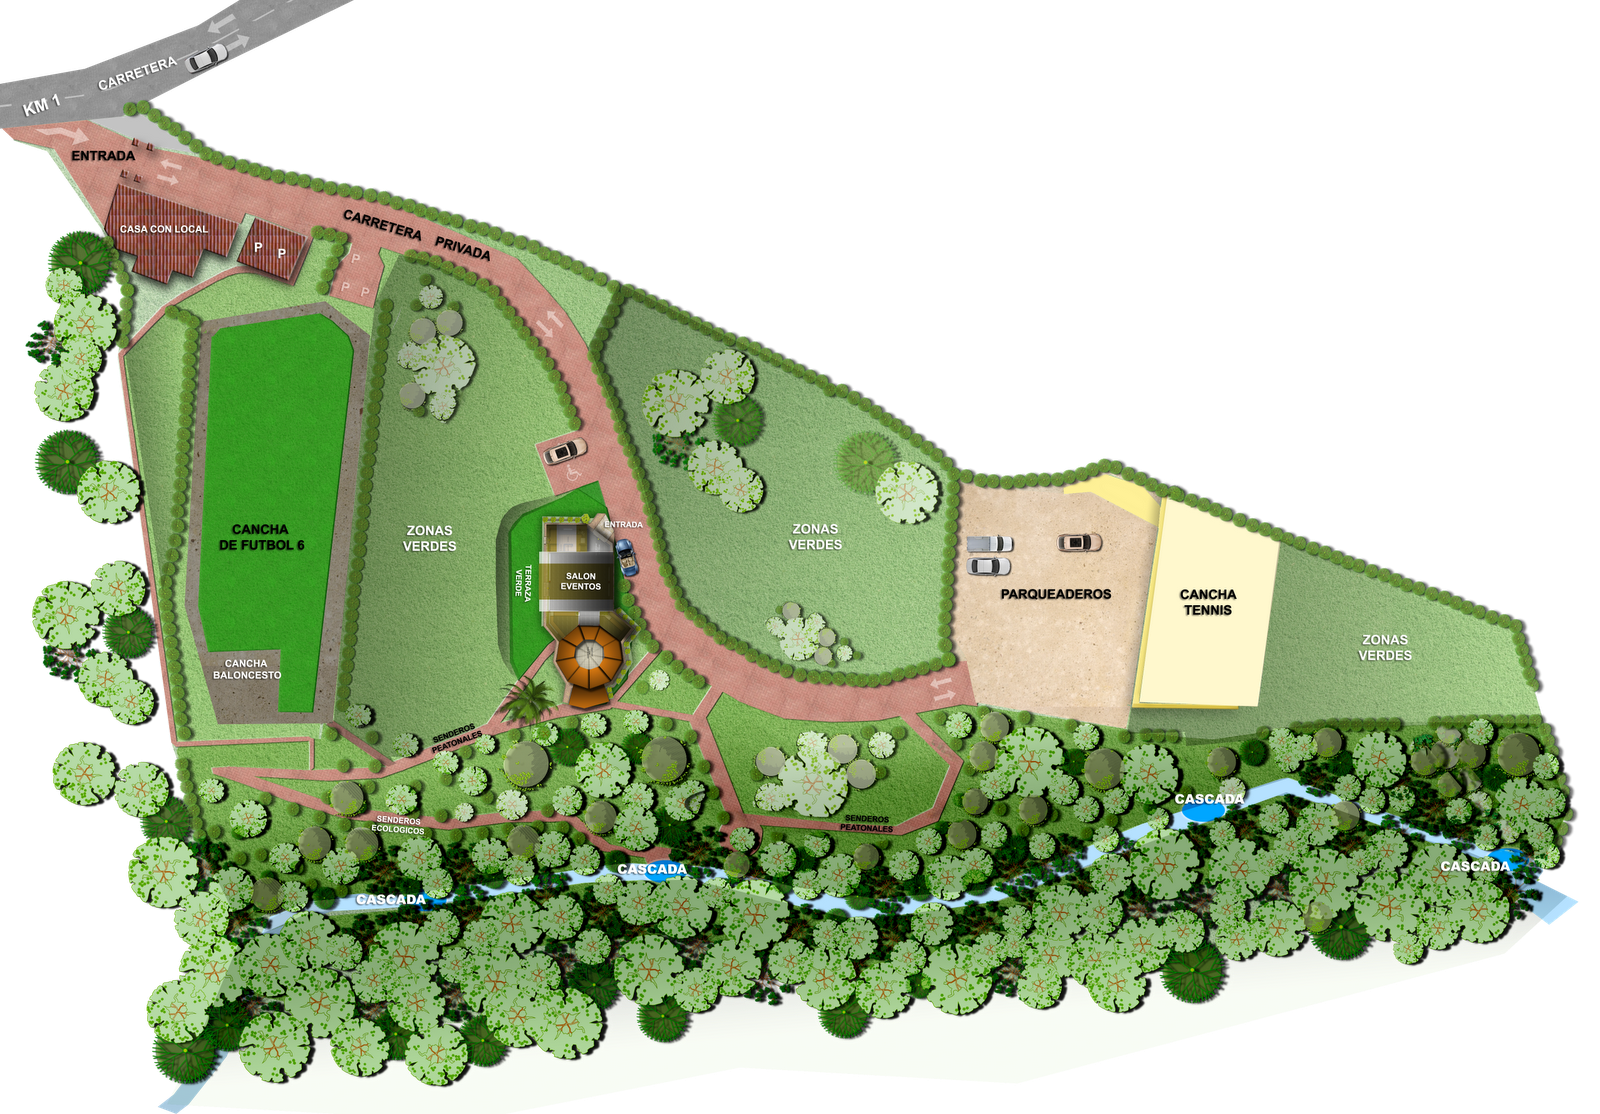 CARRETERA
KM 1
ENTRADA
CASA CON LOCAL
P
P
CARRETERA PRIVADA
P
P
P
CANCHA
DE FUTBOL 6
ZONAS
VERDES
ENTRADA
TERRAZA
VERDE
SALON
EVENTOS
ZONAS
VERDES
PARQUEADEROS
CANCHA
TENNIS
ZONAS
VERDES
CANCHA
BALONCESTO
SENDEROS
PEATONALES
SENDEROS
ECOLOGICOS
SENDEROS
PEATONALES
CASCADA
CASCADA
CASCADA
CASCADA